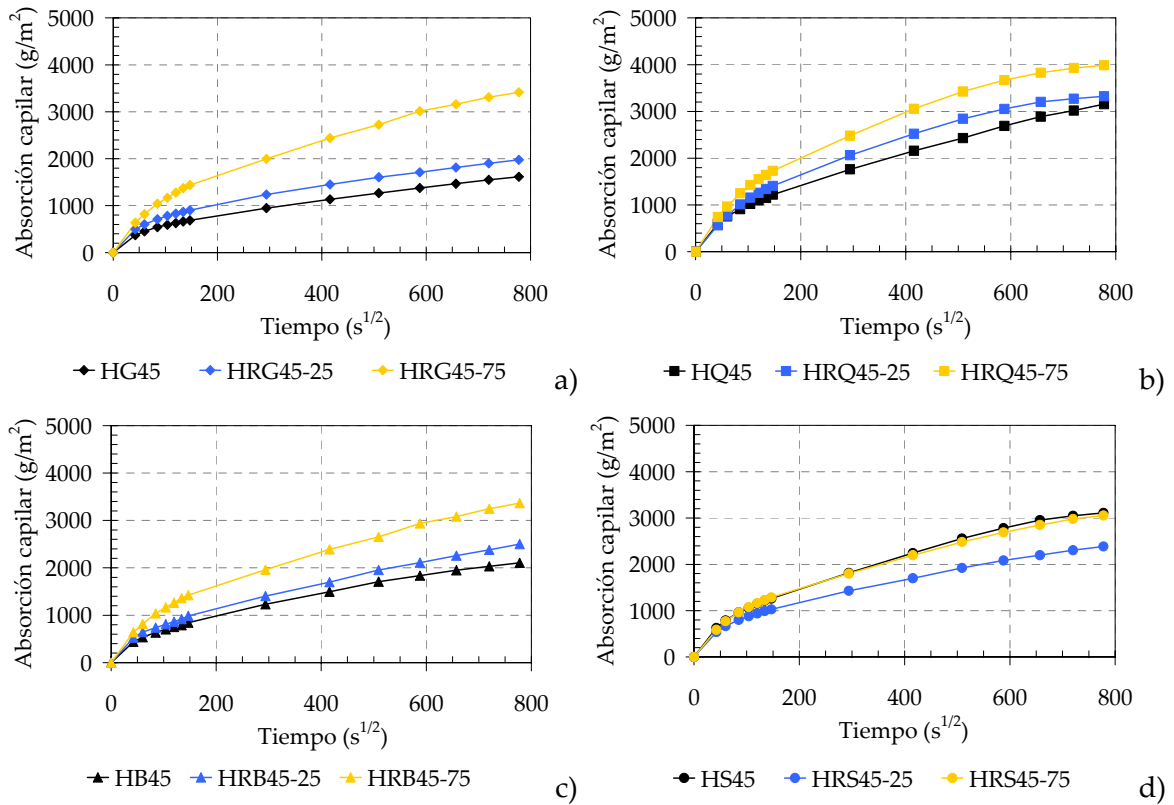 5000
4000
3000
2000
1000
0
Absorción capilar (g/m²)
0 200 400 600 800
Tiempo (s^1/2)
HG45 HRG45-25 HRG45-75
a)
5000
4000
3000
2000
1000
0
Absorción capilar (g/m²)
0 200 400 600 800
Tiempo (s^1/2)
HQ45 HRQ45-25 HRQ45-75
b)
5000
4000
3000
2000
1000
0
Absorción capilar (g/m²)
0 200 400 600 800
Tiempo (s^1/2)
HB45 HRB45-25 HRB45-75
c)
5000
4000
3000
2000
1000
0
Absorción capilar (g/m²)
0 200 400 600 800
Tiempo (s^1/2)
HS45 HRS45-25 HRS45-75
d)